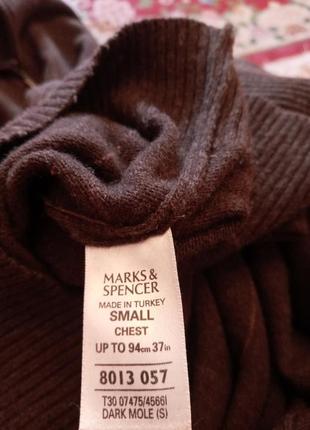 MARKS &
SPENCER
MADE IN TURKEY
SMALL
CHEST
UP TO 94cm 37in
8013 057
T30 07475/4566I
DARK MOLE (S)